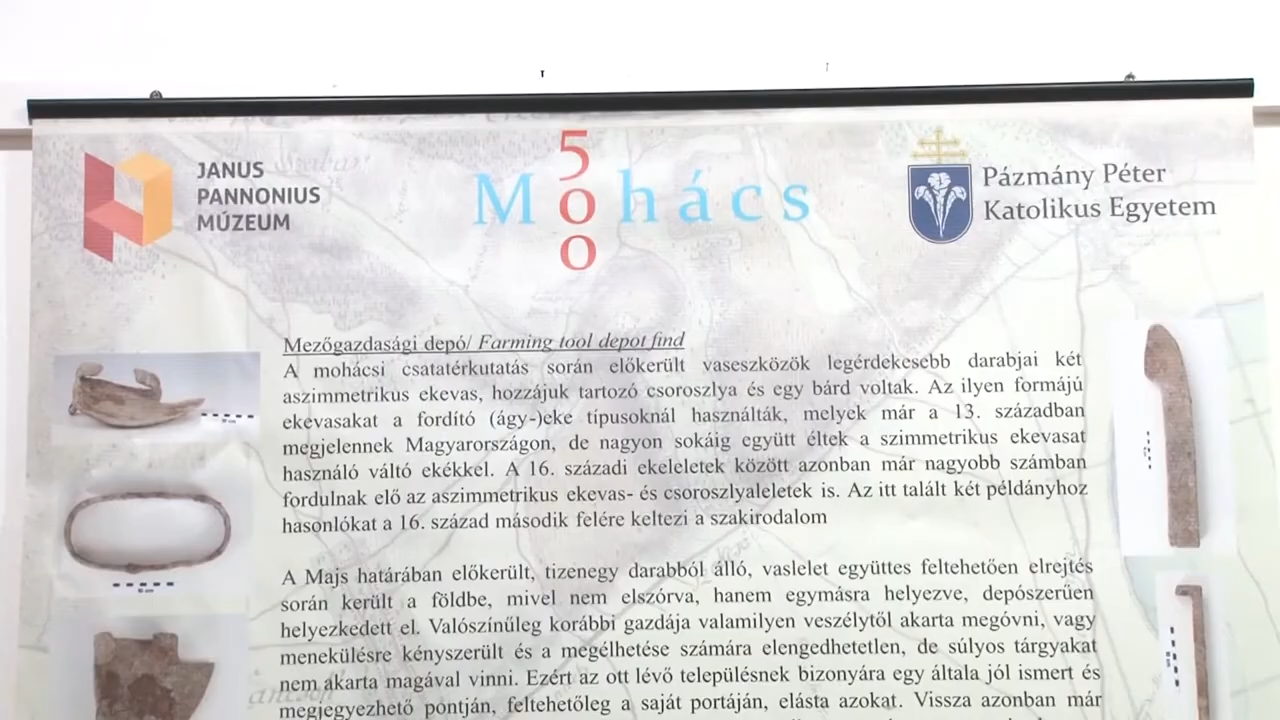 JANUS
PANNONIUS
MÚZEUM
5
Mohács
o
Pázmány Péter
Katolikus Egyetem
Mezőgazdasági depó/ Farming tool depot find
A mohácsi csatatérkutatás során előkerült vaseszközök legérdekesebb darabjai két
aszimmetrikus ekevas, hozzájuk tartozó csoroszlya és egy bárd voltak. Az ilyen formájú
ekevasakat a fordító (ágy-)eke típusoknál használták, melyek már a 13. században
megjelennek Magyarországon, de nagyon sokáig együtt éltek a szimmetrikus ekevasat
használó váltó ekékkel. A 16. századi ekeleletek között azonban már nagyobb számban
fordulnak elő az aszimmetrikus ekevas- és csoroszlyaleletek is. Az itt talált két példányhoz
hasonlókat a 16. század második felére keltezi a szakirodalom
A Majs határában előkerült, tizenegy darabból álló, vaslelet együttes feltehetően elrejtés
során került a földbe, mivel nem elszórva, hanem egymásra helyezve, depószerűen
helyezkedett el. Valószínűleg korábbi gazdája valamilyen veszélytől akarta megóvni, vagy
menekülésre kényszerült és a megélhetése számára elengedhetetlen, de súlyos tárgyakat
nem akarta magával vinni. Ezért az ott lévő településnek bizonyára egy általa jól ismert és
megjegyezhető pontján, feltehetőleg a saját portáján, elásta azokat. Vissza azonban már